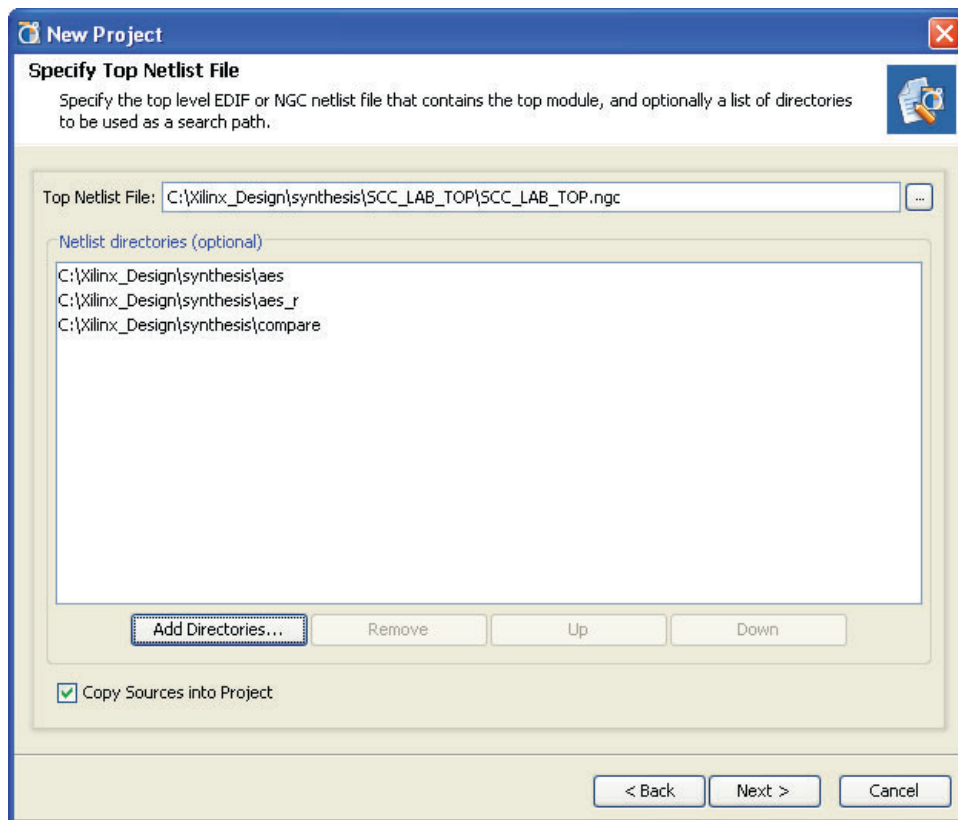 New Project
Specify Top Netlist File
Specify the top level EDIF or NGC netlist file that contains the top module, and optionally a list of directories
to be used as a search path.
Top Netlist File: C:\Xilinx_Design\synthesis\SCC_LAB_TOP\SCC_LAB_TOP.ngc ...
Netlist directories (optional)
C:\Xilinx_Design\synthesis\aes
C:\Xilinx_Design\synthesis\aes_r
C:\Xilinx_Design\synthesis\compare
Add Directories... Remove Up Down
Copy Sources into Project
< Back Next > Cancel